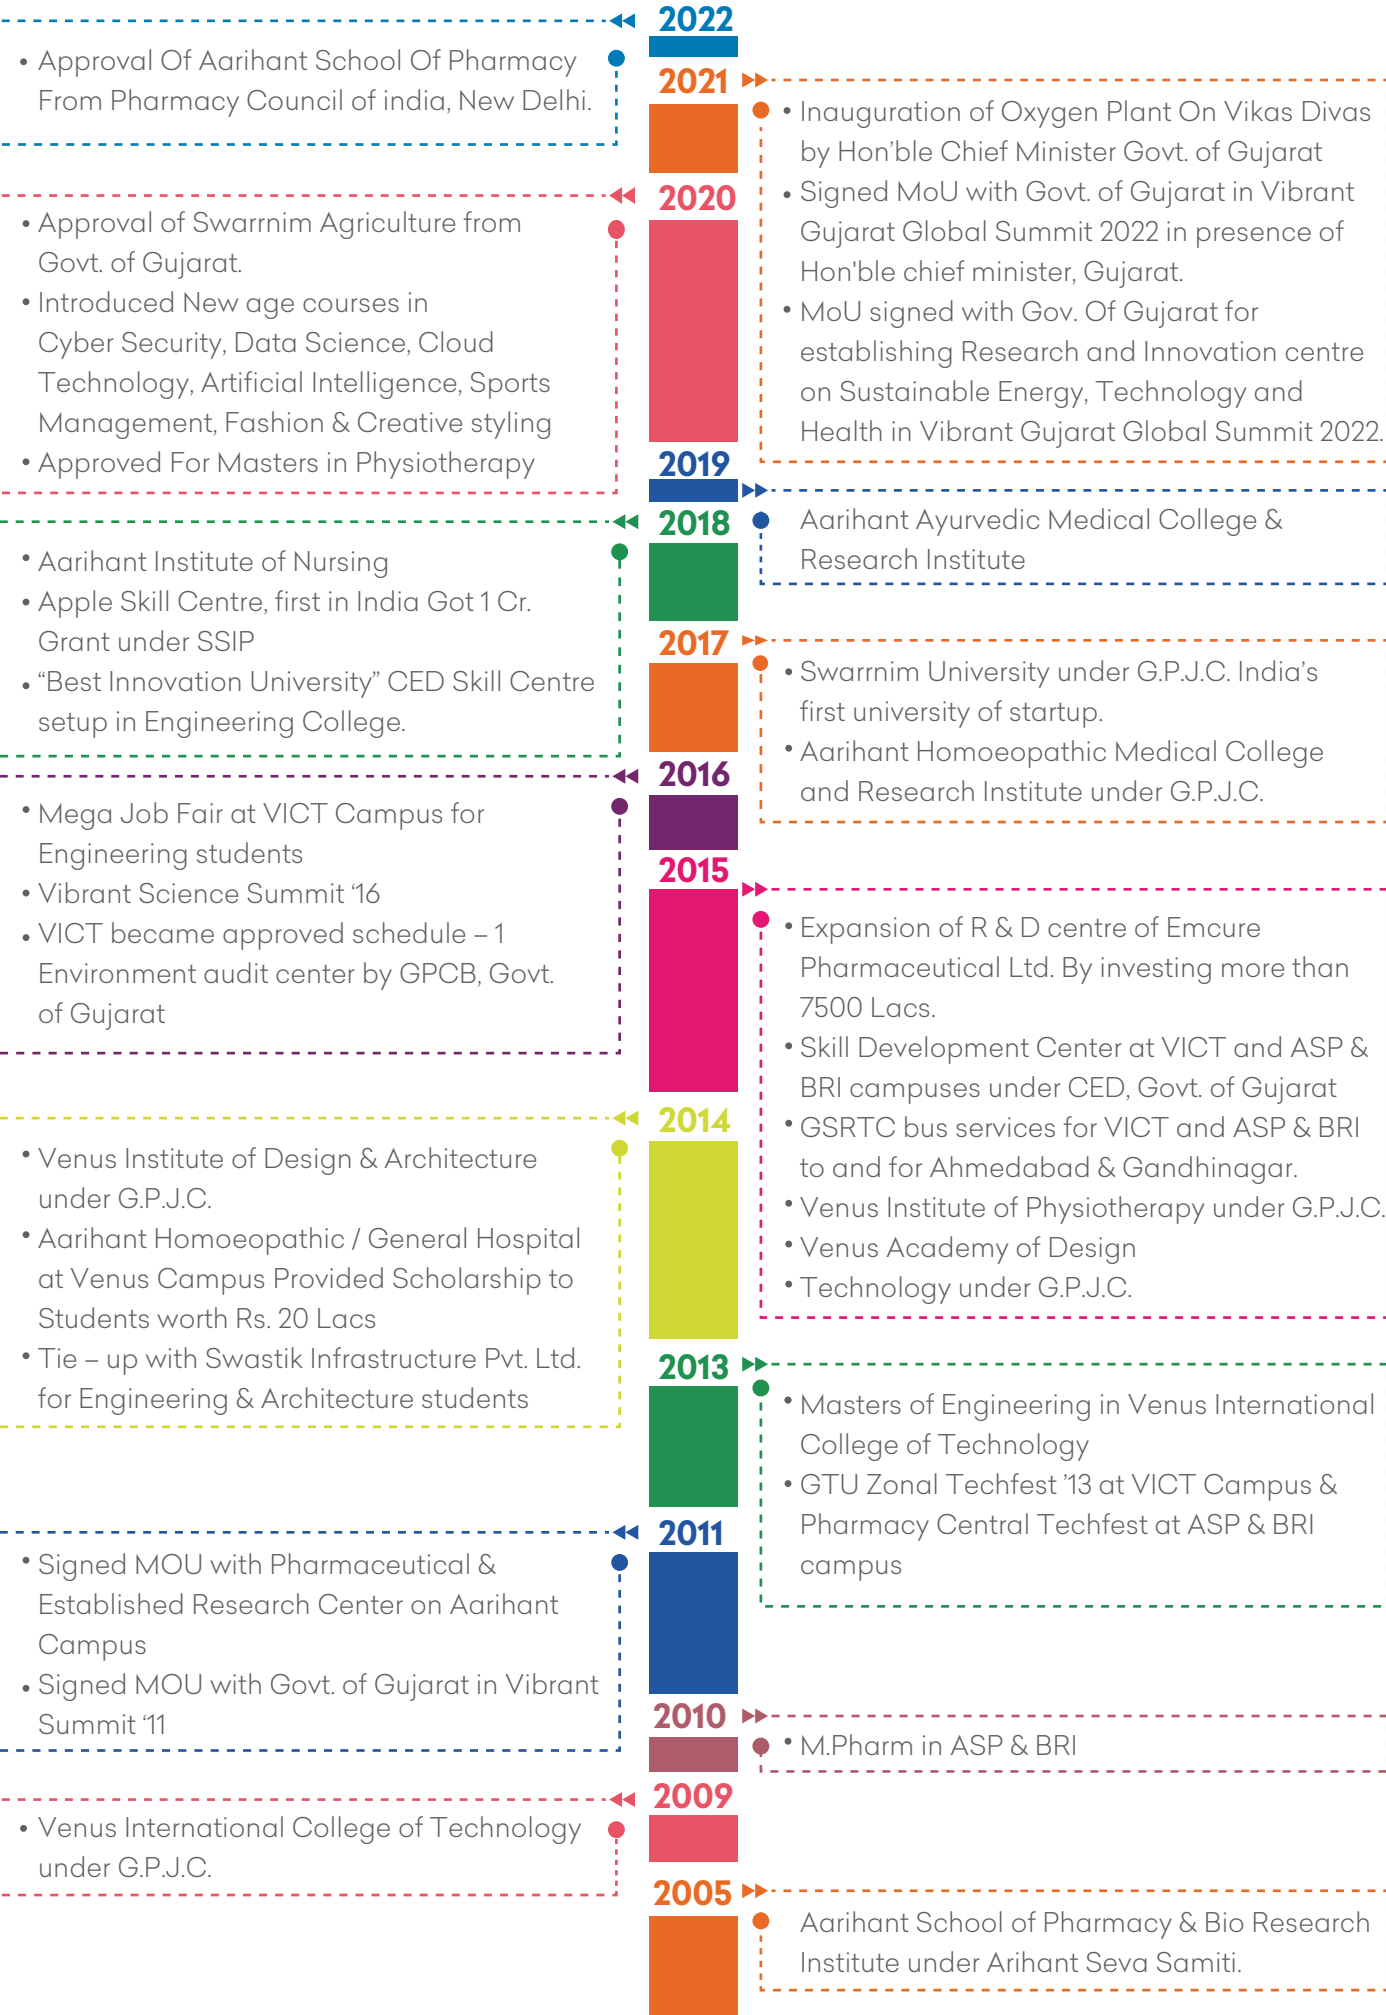 2022
• Approval Of Aarihant School Of Pharmacy
From Pharmacy Council of india, New Delhi.
2021
• Inauguration of Oxygen Plant On Vikas Divas
by Hon’ble Chief Minister Govt. of Gujarat
• Signed MoU with Govt. of Gujarat in Vibrant
Gujarat Global Summit 2022 in presence of
Hon'ble chief minister, Gujarat.
• MoU signed with Gov. Of Gujarat for
establishing Research and Innovation centre
on Sustainable Energy, Technology and
Health in Vibrant Gujarat Global Summit 2022.
2020
• Approval of Swarrnim Agriculture from
Govt. of Gujarat.
• Introduced New age courses in
Cyber Security, Data Science, Cloud
Technology, Artificial Intelligence, Sports
Management, Fashion & Creative styling
• Approved For Masters in Physiotherapy
2019
Aarihant Ayurvedic Medical College &
Research Institute
2018
• Aarihant Institute of Nursing
• Apple Skill Centre, first in India Got 1 Cr.
Grant under SSIP
• “Best Innovation University” CED Skill Centre
setup in Engineering College.
2017
• Swarrnim University under G.P.J.C. India’s
first university of startup.
• Aarihant Homoeopathic Medical College
and Research Institute under G.P.J.C.
2016
• Mega Job Fair at VICT Campus for
Engineering students
• Vibrant Science Summit ‘16
• VICT became approved schedule – 1
Environment audit center by GPCB, Govt.
of Gujarat
2015
• Expansion of R & D centre of Emcure
Pharmaceutical Ltd. By investing more than
7500 Lacs.
• Skill Development Center at VICT and ASP &
BRI campuses under CED, Govt. of Gujarat
• GSRTC bus services for VICT and ASP & BRI
to and for Ahmedabad & Gandhinagar.
• Venus Institute of Physiotherapy under G.P.J.C.
• Venus Academy of Design
• Technology under G.P.J.C.
2014
• Venus Institute of Design & Architecture
under G.P.J.C.
• Aarihant Homoeopathic / General Hospital
at Venus Campus Provided Scholarship to
Students worth Rs. 20 Lacs
• Tie – up with Swastik Infrastructure Pvt. Ltd.
for Engineering & Architecture students
2013
• Masters of Engineering in Venus International
College of Technology
• GTU Zonal Techfest ’13 at VICT Campus &
Pharmacy Central Techfest at ASP & BRI
campus
2011
• Signed MOU with Pharmaceutical &
Established Research Center on Aarihant
Campus
• Signed MOU with Govt. of Gujarat in Vibrant
Summit ‘11
2010
• M.Pharm in ASP & BRI
2009
• Venus International College of Technology
under G.P.J.C.
2005
Aarihant School of Pharmacy & Bio Research
Institute under Arihant Seva Samiti.